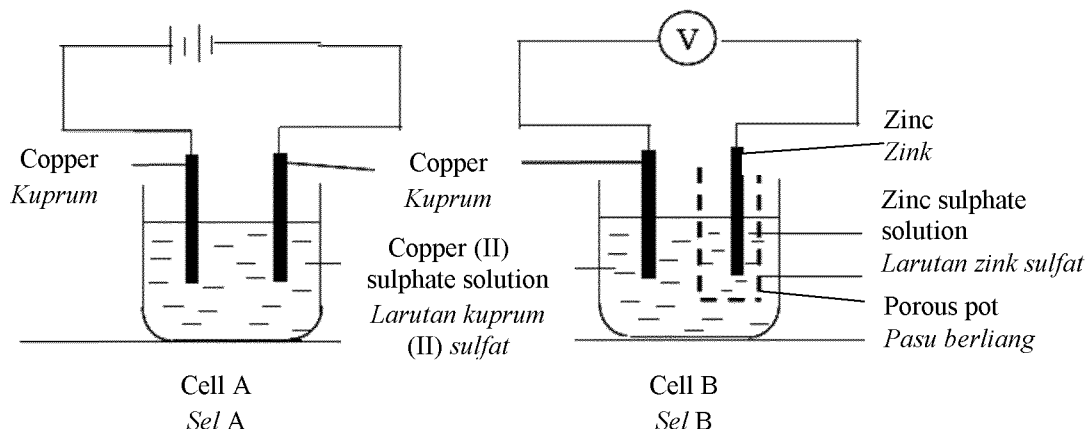 V
Copper
Kuprum
Copper
Kuprum
Copper (II)
sulphate solution
Larutan kuprum
(II) sulfat
Zinc
Zink
Zinc sulphate
solution
Larutan zink sulfat
Porous pot
Pasu berliang
Cell A
Sel A
Cell B
Sel B